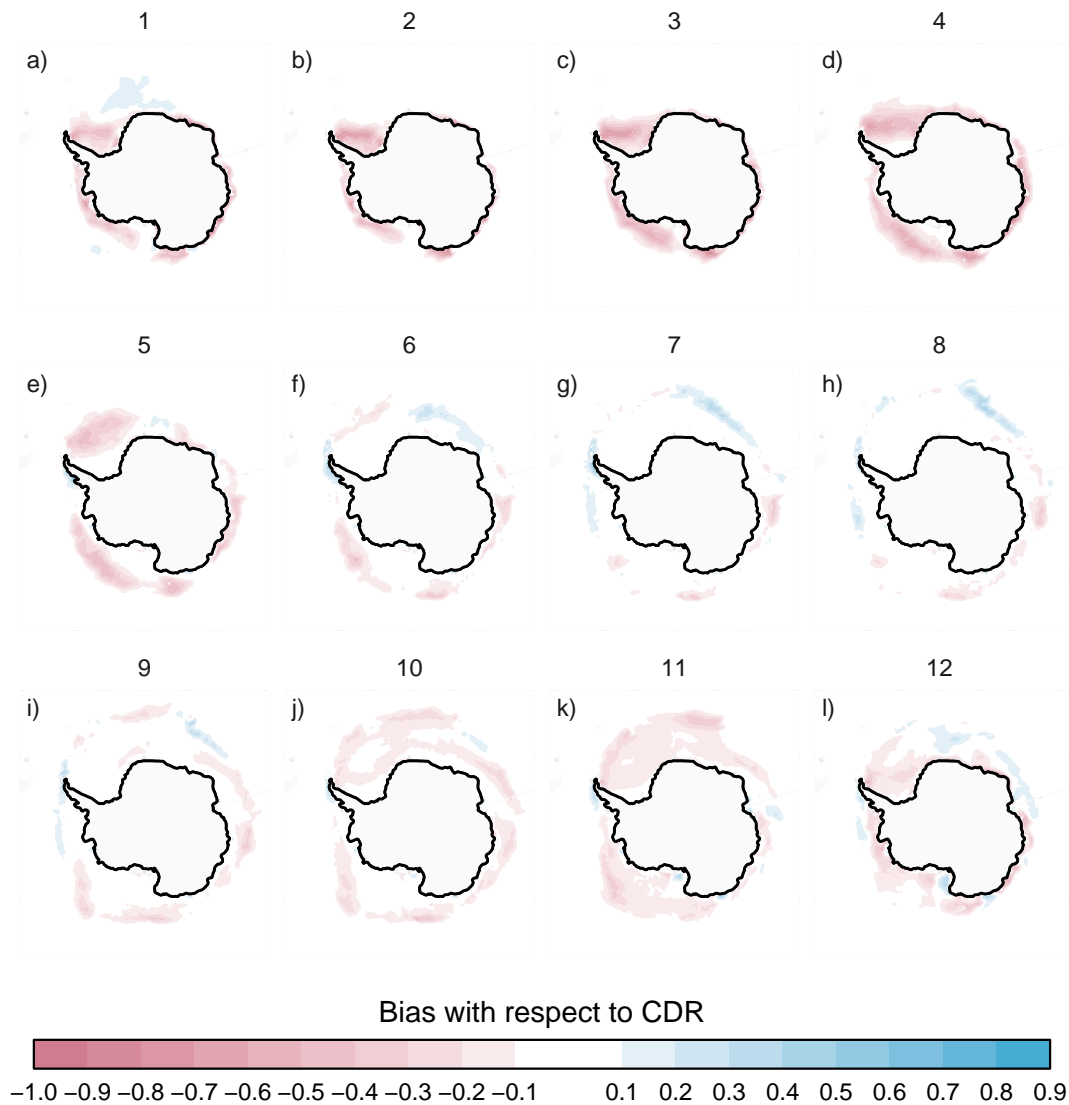 1 2 3 4
a) b) c) d)
5 6 7 8
e) f) g) h)
9 10 11 12
i) j) k) l)
Bias with respect to CDR
−1.0 −0.9 −0.8 −0.7 −0.6 −0.5 −0.4 −0.3 −0.2 −0.1 0.1 0.2 0.3 0.4 0.5 0.6 0.7 0.8 0.9